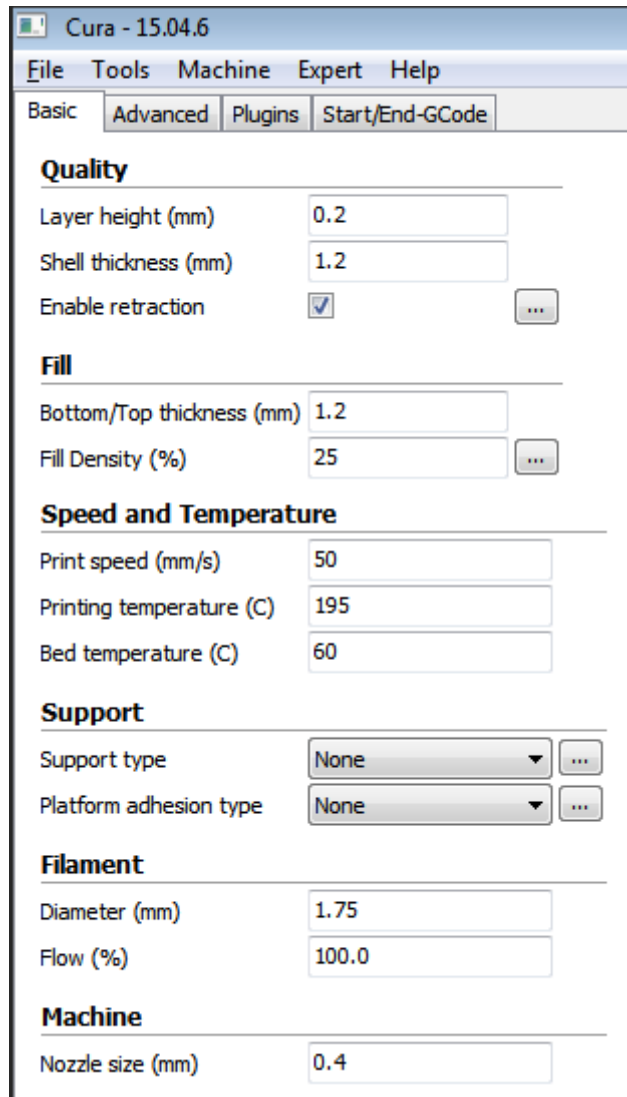 Cura - 15.04.6
File Tools Machine Expert Help
Basic Advanced Plugins Start/End-GCode
Quality
Layer height (mm) 0.2
Shell thickness (mm) 1.2
Enable retraction ...
Fill
Bottom/Top thickness (mm) 1.2
Fill Density (%) 25 ...
Speed and Temperature
Print speed (mm/s) 50
Printing temperature (C) 195
Bed temperature (C) 60
Support
Support type None ...
Platform adhesion type None ...
Filament
Diameter (mm) 1.75
Flow (%) 100.0
Machine
Nozzle size (mm) 0.4